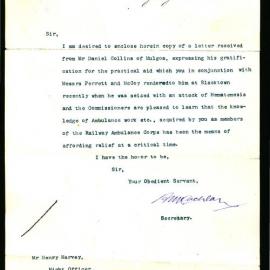 Sir,
I am desired to enclose herein copy of a letter received
from Mr Daniel Collins of Mulgoa, expressing his gratifi-
cation for the practical aid which you in conjunction with
Messrs Perrett and McCoy rendered to him at Blacktown
recently when he was seized with an attack of Hematemesis
and the Commissioners are pleased to learn that the know-
ledge of Ambulance work etc., acquired by you as members
of the Railway Ambulance Corps has been the means of
affording relief at a critical time.
I have the honor to be,
Sir,
Your Obedient Servant,
Secretary.
Mr Henry Harvey,
Night Officer